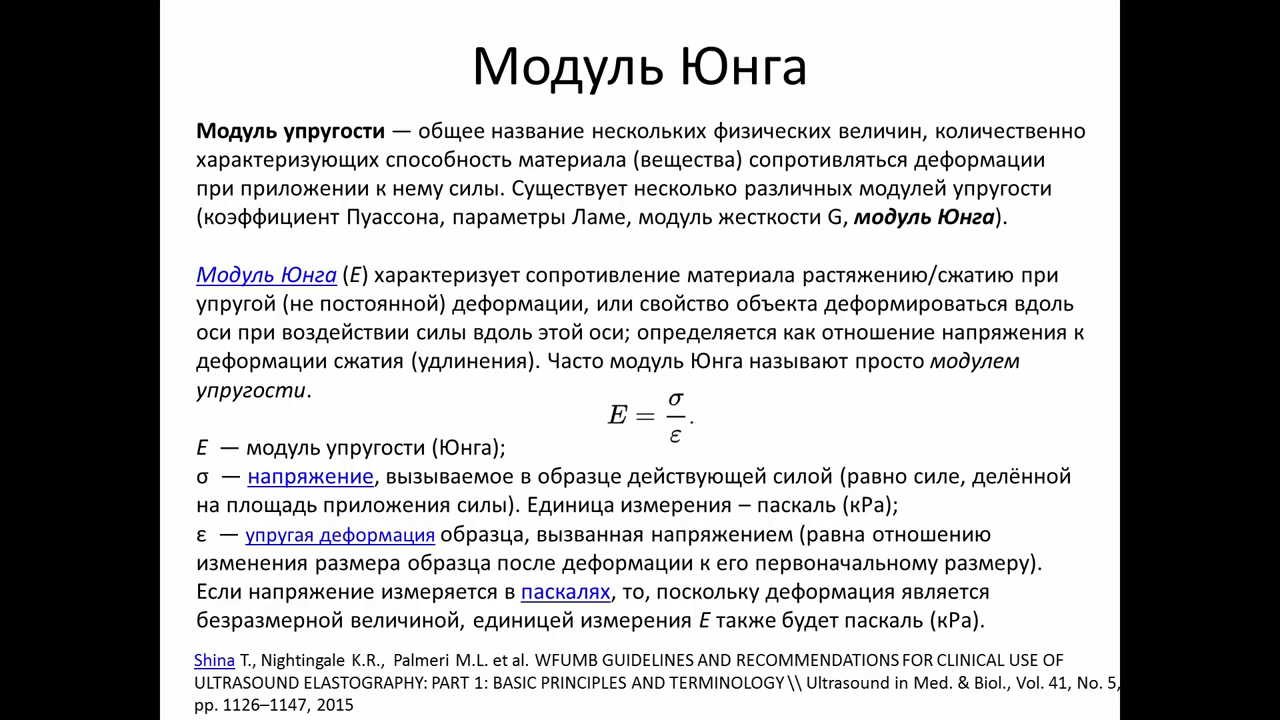 Модуль Юнга
Модуль упругости — общее название нескольких физических величин, количественно
характеризующих способность материала (вещества) сопротивляться деформации
при приложении к нему силы. Существует несколько различных модулей упругости
(коэффициент Пуассона, параметры Ламе, модуль жесткости G, модуль Юнга).
Модуль Юнга (E) характеризует сопротивление материала растяжению/сжатию при
упругой (не постоянной) деформации, или свойство объекта деформироваться вдоль
оси при воздействии силы вдоль этой оси; определяется как отношение напряжения к
деформации сжатия (удлинения). Часто модуль Юнга называют просто модулем
упругости.
E = σ/ε.
E — модуль упругости (Юнга);
σ — напряжение, вызываемое в образце действующей силой (равно силе, делённой
на площадь приложения силы). Единица измерения – паскаль (кРа);
ε — упругая деформация образца, вызванная напряжением (равна отношению
изменения размера образца после деформации к его первоначальному размеру).
Если напряжение измеряется в паскалях, то, поскольку деформация является
безразмерной величиной, единицей измерения E также будет паскаль (кРа).
Shina T., Nightingale K.R., Palmeri M.L. et al. WFUMB GUIDELINES AND RECOMMENDATIONS FOR CLINICAL USE OF
ULTRASOUND ELASTOGRAPHY: PART 1: BASIC PRINCIPLES AND TERMINOLOGY \\ Ultrasound in Med. & Biol., Vol. 41, No. 5,
pp. 1126–1147, 2015